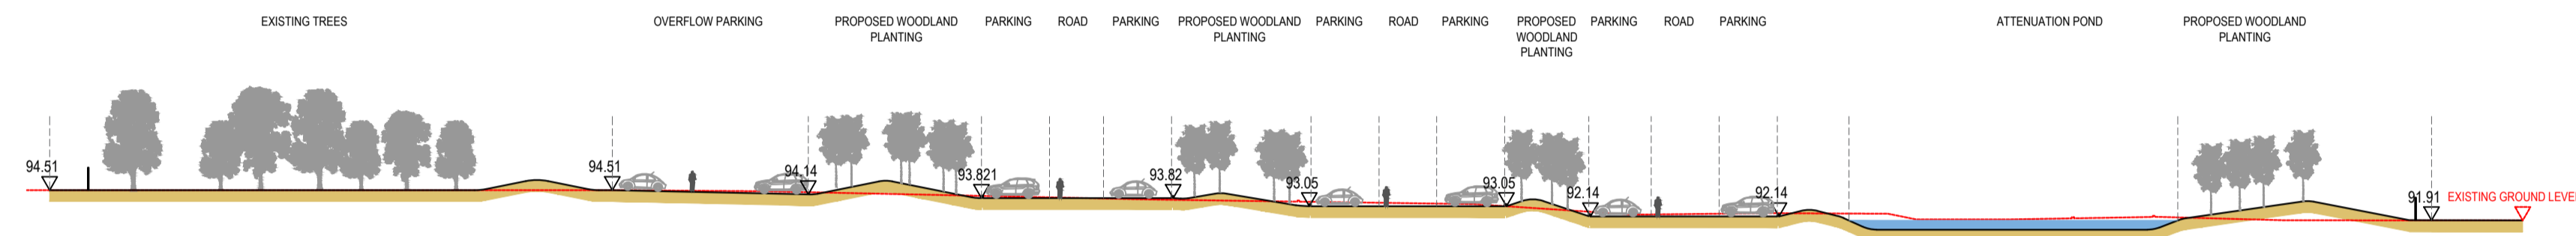 EXISTING TREES
OVERFLOW PARKING
PROPOSED WOODLAND
PLANTING
PARKING
ROAD
PARKING
PROPOSED WOODLAND
PLANTING
PARKING
ROAD
PARKING
PROPOSED
WOODLAND
PLANTING
PARKING
ROAD
PARKING
ATTENUATION POND
PROPOSED WOODLAND
PLANTING
94.51
94.51
94.14
93.821
93.82
93.05
93.05
92.14
92.14
91.91
EXISTING GROUND LEVE